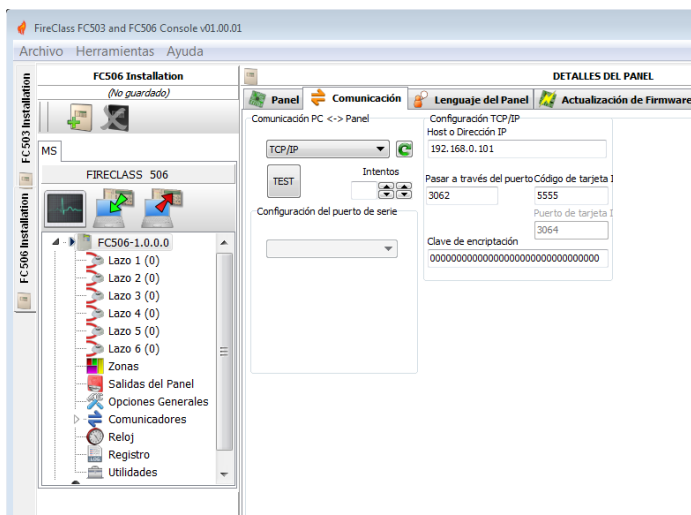 FireClass FC503 and FC506 Console v01.00.01
Archivo Herramientas Ayuda
FC503 Installation
FC506 Installation
FC506 Installation
(No guardado)
MS
FIRECLASS 506
FC506-1.0.0.0
Lazo 1 (0)
Lazo 2 (0)
Lazo 3 (0)
Lazo 4 (0)
Lazo 5 (0)
Lazo 6 (0)
Zonas
Salidas del Panel
Opciones Generales
Comunicadores
Reloj
Registro
Utilidades
DETALLES DEL PANEL
Panel Comunicación Lenguaje del Panel Actualización de Firmware
Comunicación PC <-> Panel
TCP/IP
TEST
Intentos
Configuración del puerto de serie
Configuración TCP/IP
Host o Dirección IP
192.168.0.101
Pasar a través del puerto Código de tarjeta I
3062 5555
Puerto de tarjeta I
3064
Clave de encriptación
00000000000000000000000000000000